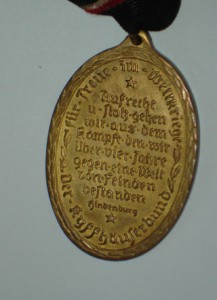 Für Treue im Weltkriege
Aufrecht
u. stolz gehen
wir aus dem
Kampfe den wir
über vier Jahre
gegen eine Welt
von Feinden
bestanden
Hindenburg
Der Kyffhäuserbund